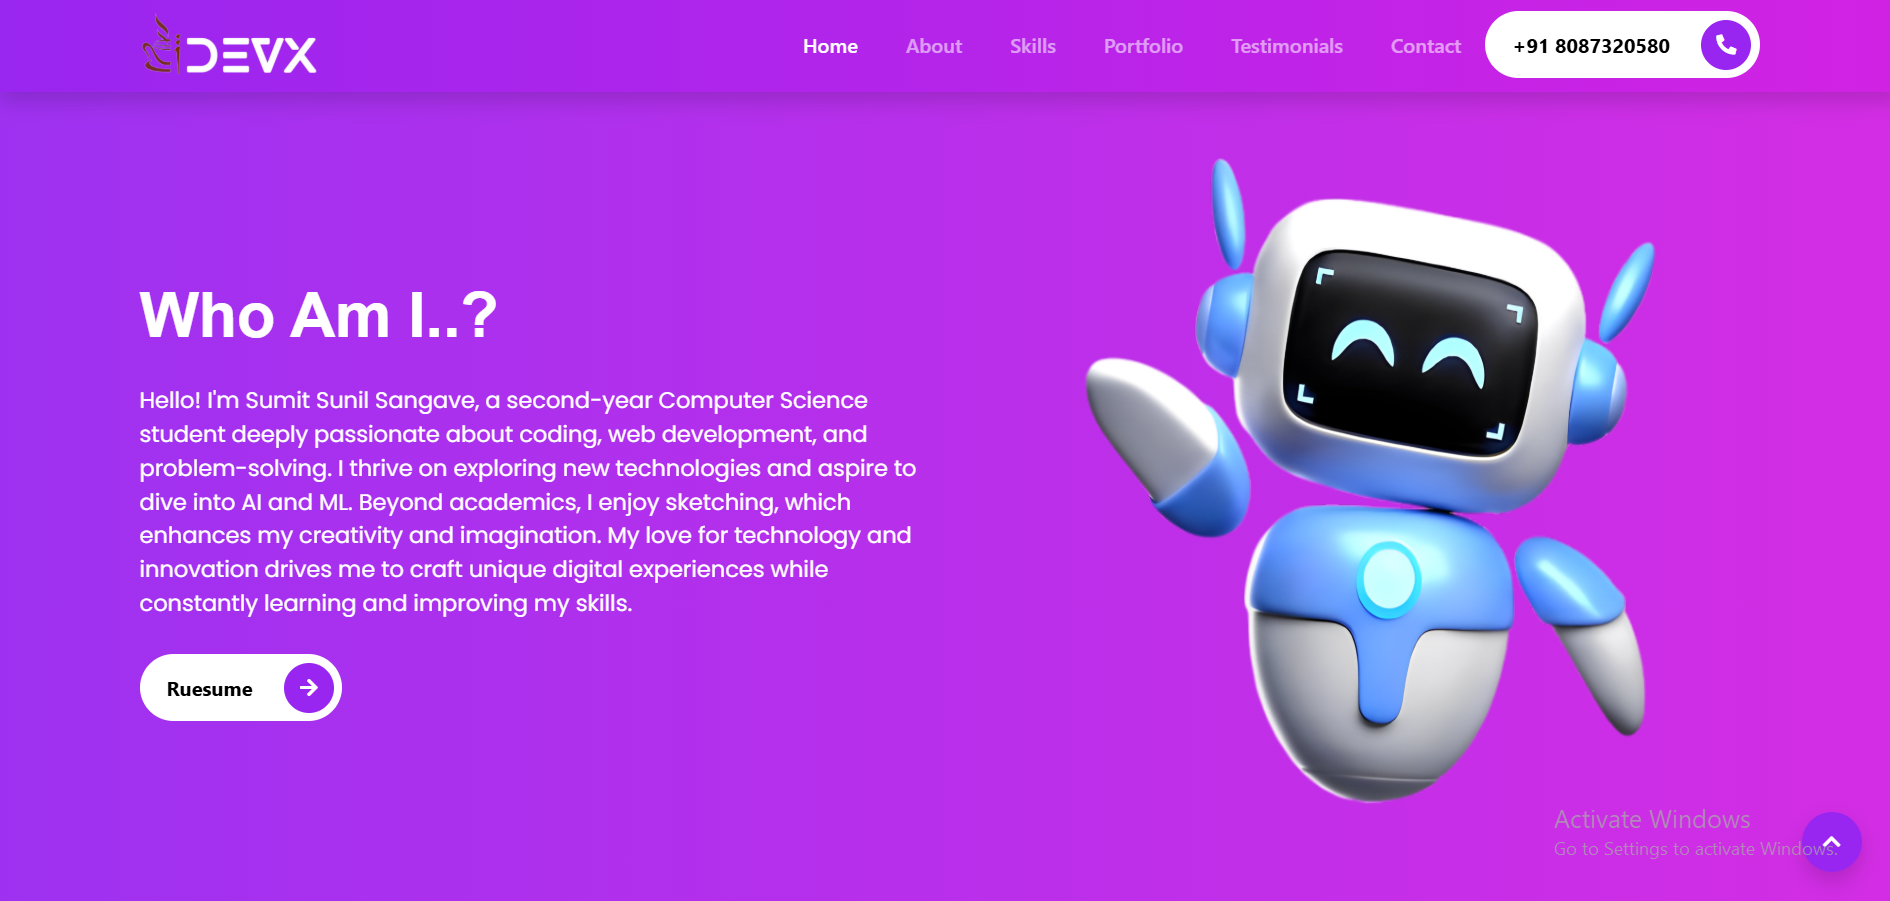 DEVX
Home About Skills Portfolio Testimonials Contact +91 8087320580
Who Am I..?
Hello! I'm Sumit Sunil Sangave, a second-year Computer Science
student deeply passionate about coding, web development, and
problem-solving. I thrive on exploring new technologies and aspire to
dive into AI and ML. Beyond academics, I enjoy sketching, which
enhances my creativity and imagination. My love for technology and
innovation drives me to craft unique digital experiences while
constantly learning and improving my skills.
Ruesume
Activate Windows
Go to Settings to activate Windows.